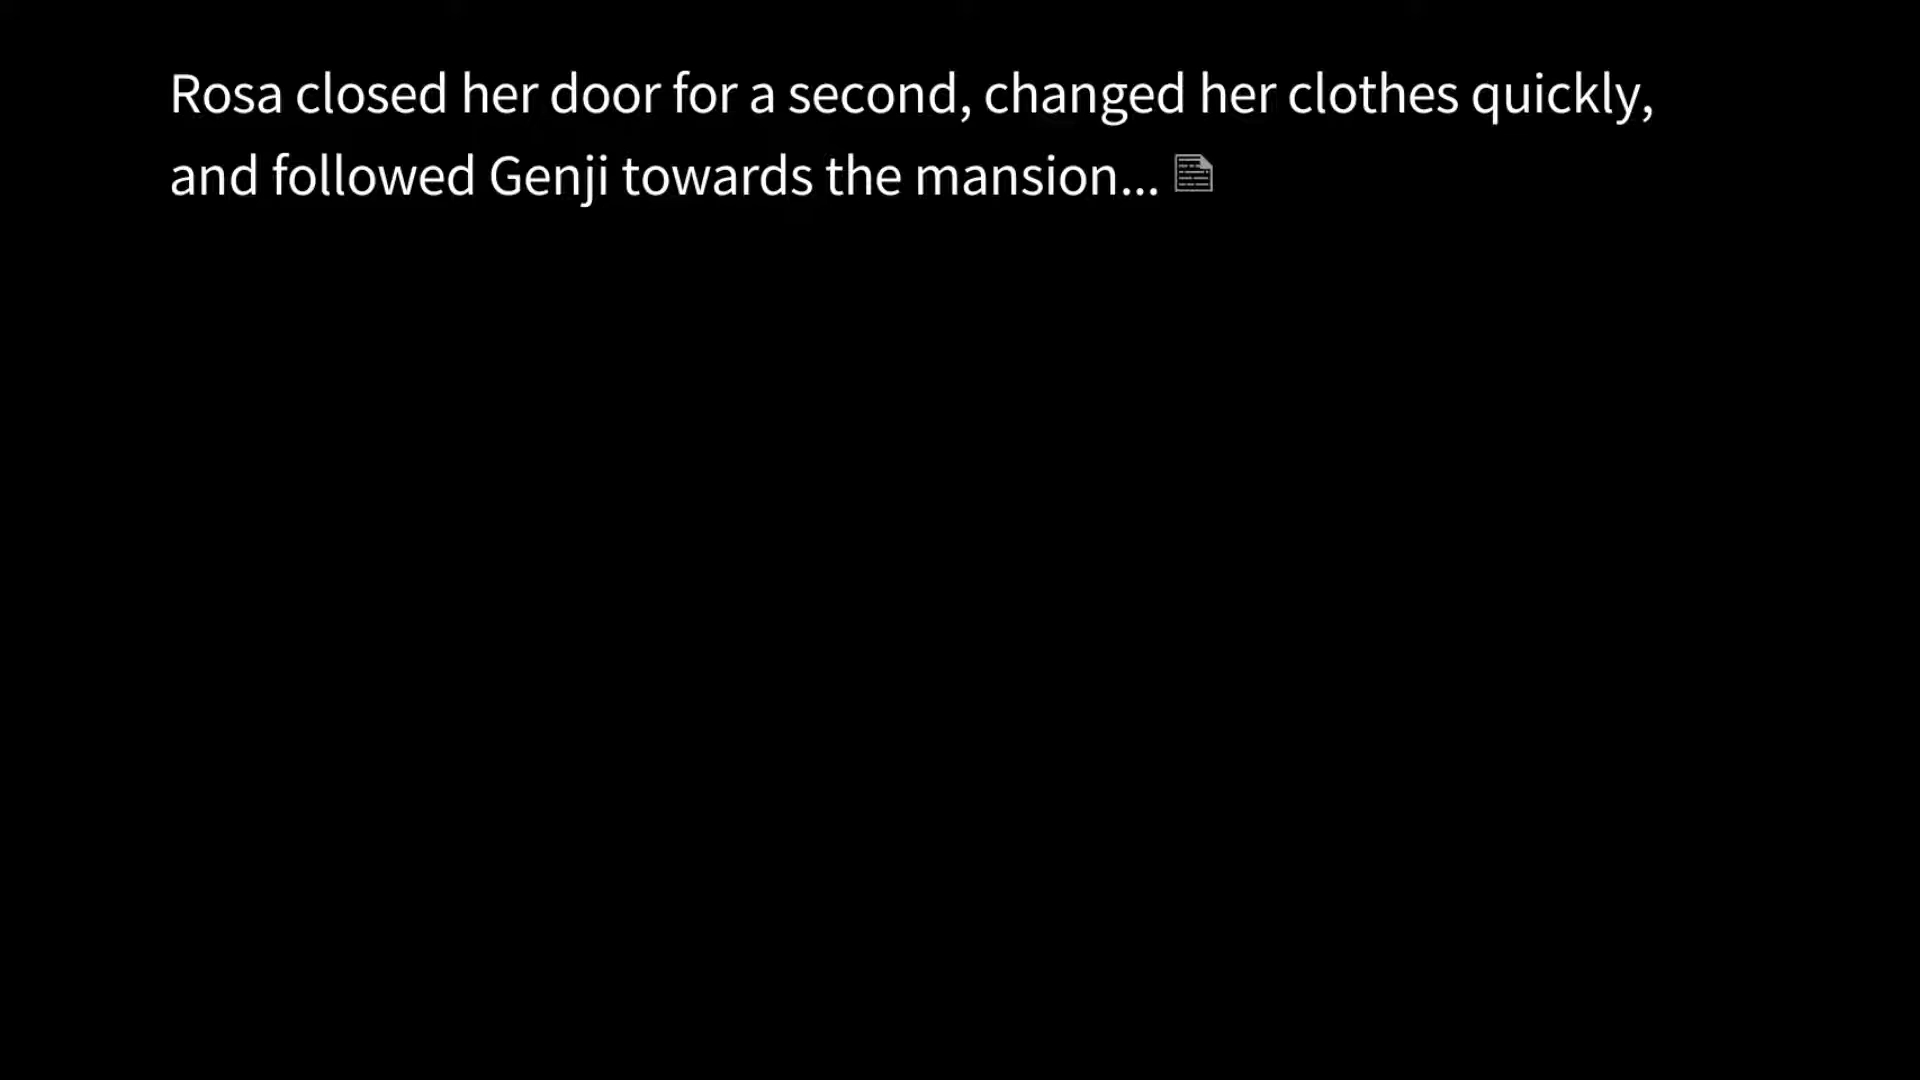 Rosa closed her door for a second, changed her clothes quickly,
and followed Genji towards the mansion...